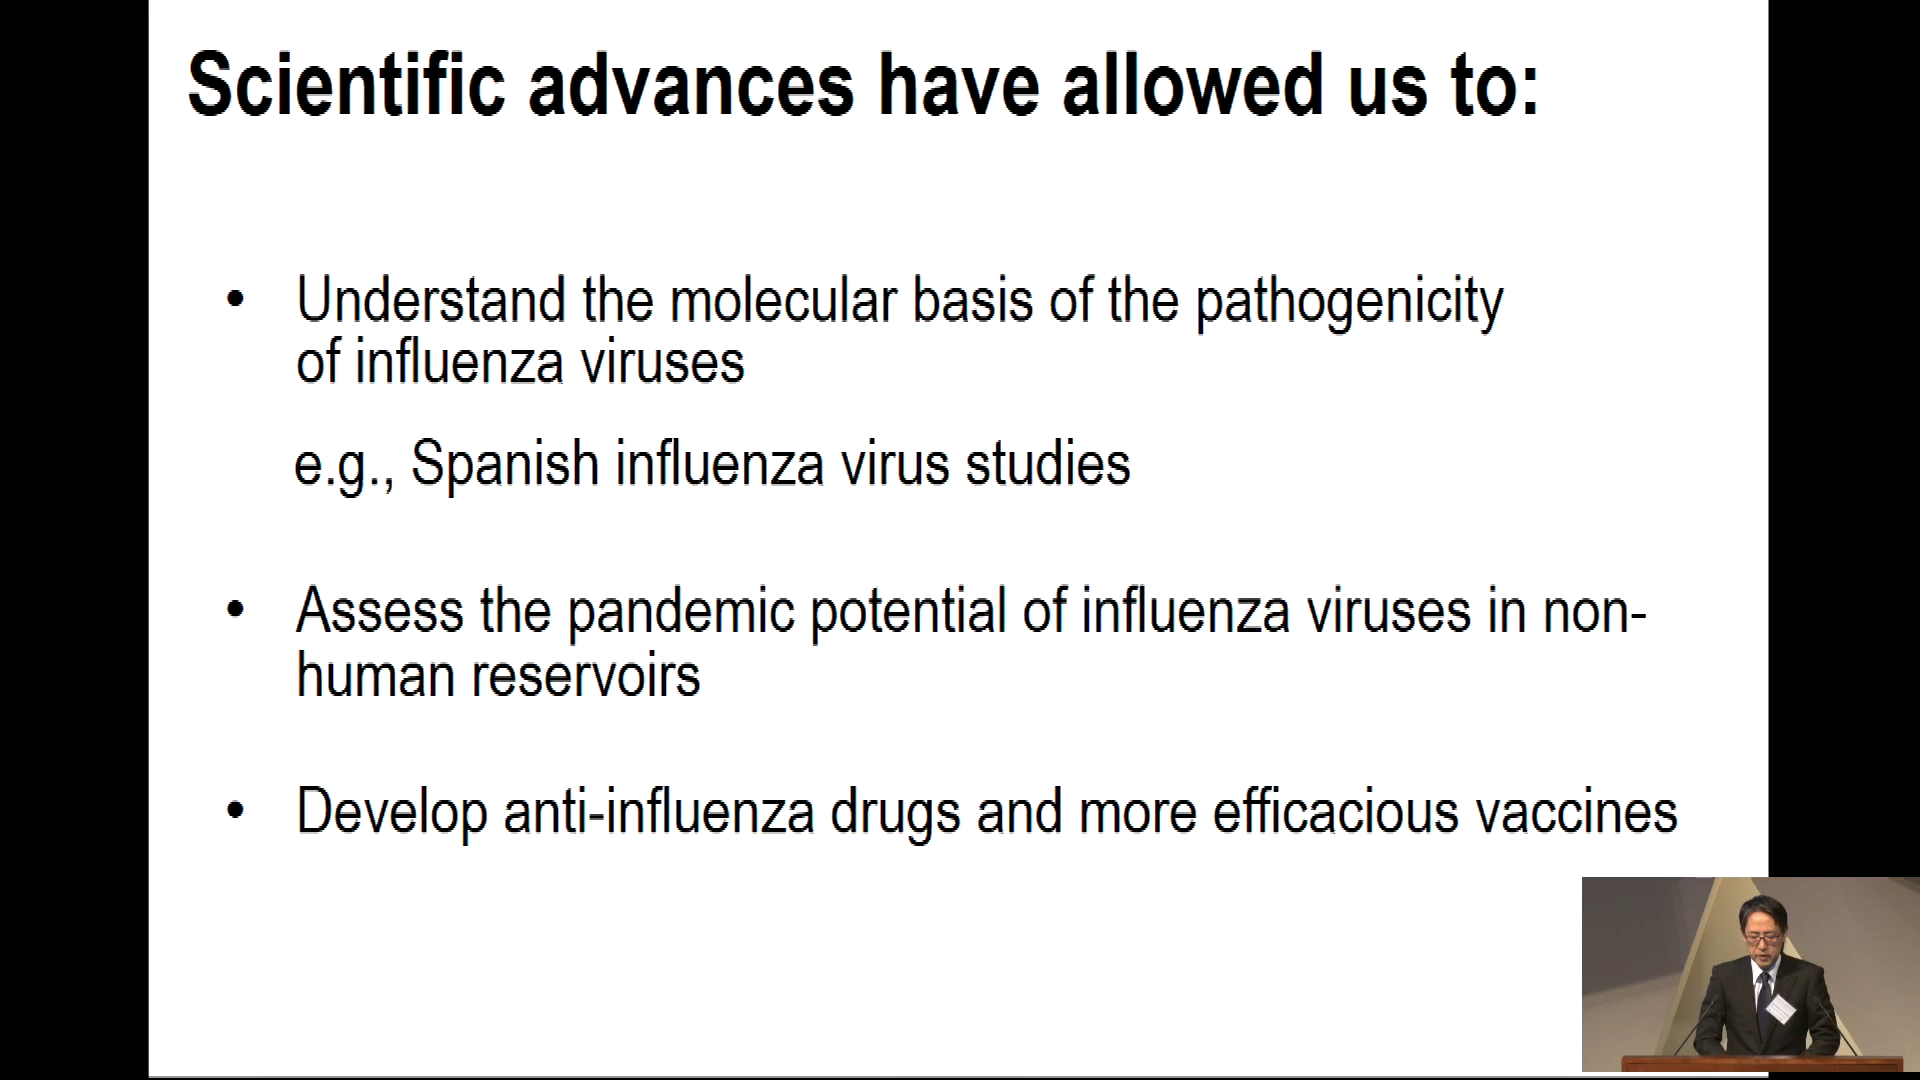 Scientific advances have allowed us to:
• Understand the molecular basis of the pathogenicity
of influenza viruses
e.g., Spanish influenza virus studies
• Assess the pandemic potential of influenza viruses in non-
human reservoirs
• Develop anti-influenza drugs and more efficacious vaccines